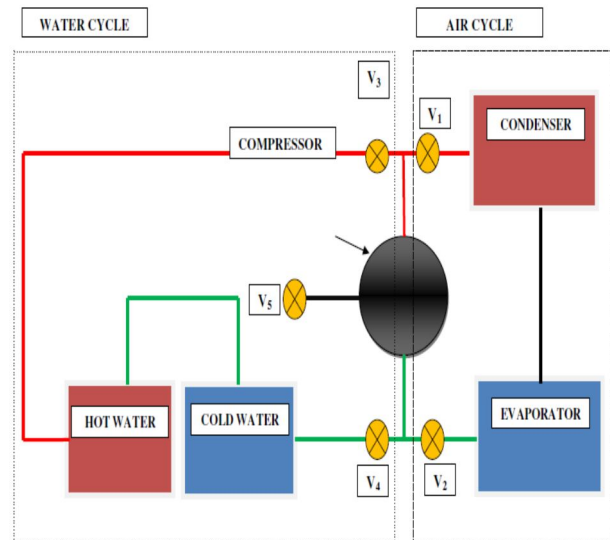 WATER CYCLE
AIR CYCLE
V3
V1
COMPRESSOR
CONDENSER
V5
HOT WATER
COLD WATER
EVAPORATOR
V4
V2